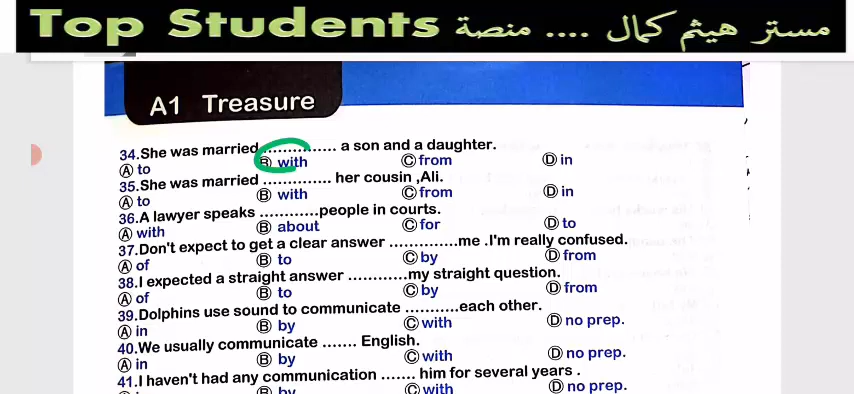 Top Students منصة .... مستر هيثم كمال
A1 Treasure
34.She was married .............. a son and a daughter.
Ⓐ to Ⓑ with Ⓒ from Ⓓ in
35.She was married .............. her cousin ,Ali.
Ⓐ to Ⓑ with Ⓒ from Ⓓ in
36.A lawyer speaks ............people in courts.
Ⓐ with Ⓑ about Ⓒ for Ⓓ to
37.Don't expect to get a clear answer ..............me .I'm really confused.
Ⓐ of Ⓑ to Ⓒ by Ⓓ from
38.I expected a straight answer ............my straight question.
Ⓐ of Ⓑ to Ⓒ by Ⓓ from
39.Dolphins use sound to communicate ...........each other.
Ⓐ in Ⓑ by Ⓒ with Ⓓ no prep.
40.We usually communicate ....... English.
Ⓐ in Ⓑ by Ⓒ with Ⓓ no prep.
41.I haven't had any communication ....... him for several years .
Ⓑ by Ⓒ with Ⓓ no prep.